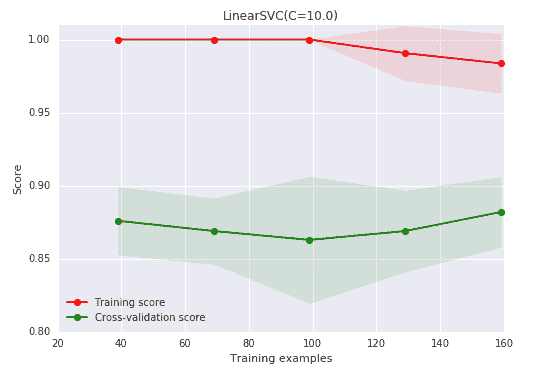 LinearSVC(C=10.0)
1.00
0.95
0.90
0.85
0.80
Score
Training score
Cross-validation score
20 40 60 80 100 120 140 160
Training examples